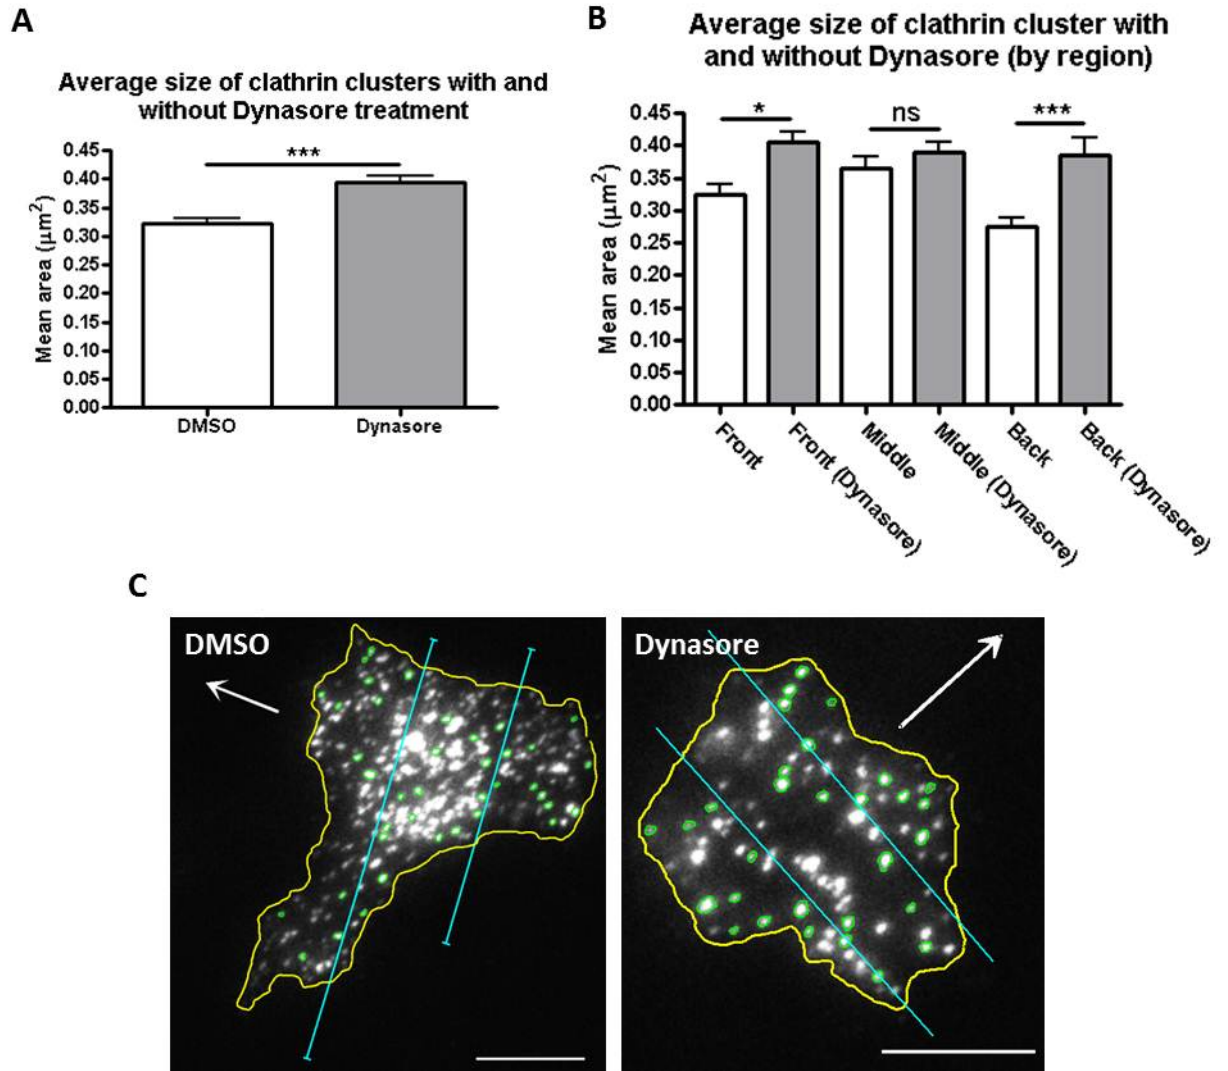 A
Average size of clathrin clusters with and
without Dynasore treatment
Mean area (μm²)
0.45
0.40
0.35
0.30
0.25
0.20
0.15
0.10
0.05
0.00
***
DMSO
Dynasore
B
Average size of clathrin cluster with
and without Dynasore (by region)
Mean area (μm²)
0.45
0.40
0.35
0.30
0.25
0.20
0.15
0.10
0.05
0.00
*
ns
***
Front
Front (Dynasore)
Middle
Middle (Dynasore)
Back
Back (Dynasore)
C
DMSO
Dynasore